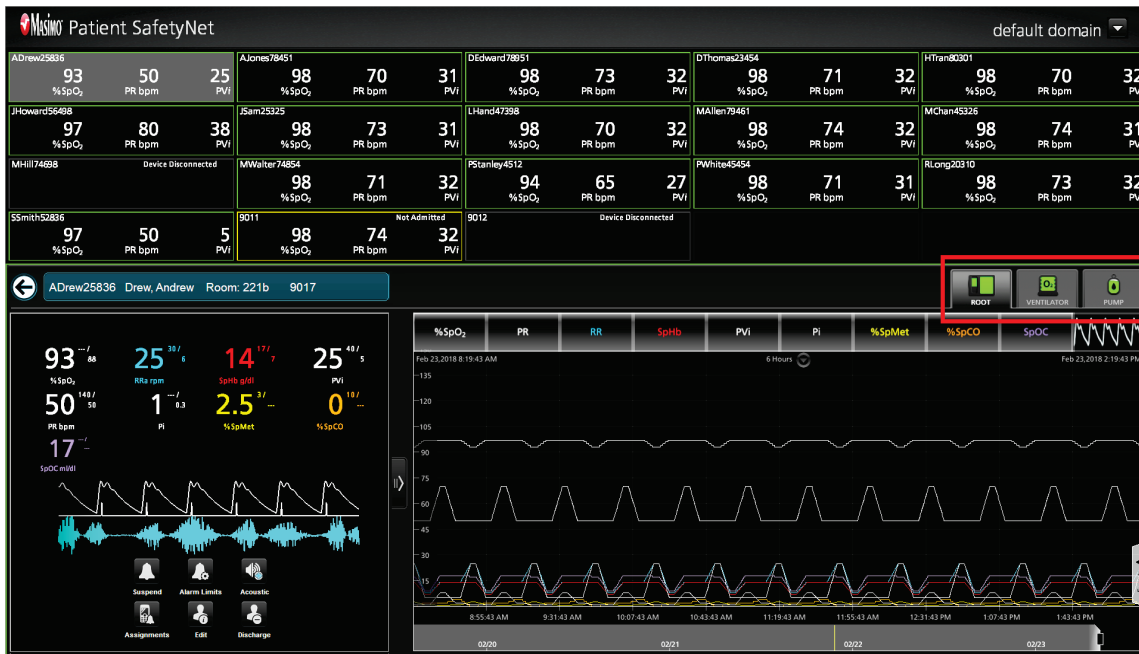 Masimo Patient SafetyNet
default domain
ADrew25836 AJones78451 DEdward78951 DThomas23454 HTran80301
93 50 25 98 70 31 98 73 32 98 71 32 98 70 32
%SpO₂ PR bpm PVi %SpO₂ PR bpm PVi %SpO₂ PR bpm PVi %SpO₂ PR bpm PVi %SpO₂ PR bpm PVi
JHoward56498 JSam25325 LHand47398 MAllen79461 MChan45326
97 80 38 98 73 31 98 70 32 98 74 32 98 74 31
%SpO₂ PR bpm PVi %SpO₂ PR bpm PVi %SpO₂ PR bpm PVi %SpO₂ PR bpm PVi %SpO₂ PR bpm PVi
MHill74698 Device Disconnected MWalter74854 PStanley4512 PWhite45454 RLong20310
98 71 32 94 65 27 98 71 31 98 73 32
%SpO₂ PR bpm PVi %SpO₂ PR bpm PVi %SpO₂ PR bpm PVi %SpO₂ PR bpm PVi
SSmith52836 9011 Not Admitted 9012 Device Disconnected
97 50 5 98 74 32
%SpO₂ PR bpm PVi %SpO₂ PR bpm PVi
ADrew25836 Drew, Andrew Room: 221b 9017
O₂
ROOT VENTILATOR PUMP
93 ---/ 88 25 30/ 6 14 17/ 7 25 40/ 5
%SpO₂ RRa rpm SpHb g/dl PVi
50 140/ 50 1 ---/ 0.3 2.5 3/ --- 0 10/ ---
PR bpm Pi %SpMet %SpCO
17 ---/ ---
SpOC ml/dl
Suspend Alarm Limits Acoustic
Assignments Edit Discharge
%SpO₂ PR RR SpHb PVi Pi %SpMet %SpCO SpOC
Feb 23,2018 8:19:43 AM 6 Hours Feb 23,2018 2:19:43 PM
135
120
105
90
75
60
45
30
15
8:55:43 AM 9:31:43 AM 10:07:43 AM 10:43:43 AM 11:19:43 AM 11:55:43 AM 12:31:43 PM 1:07:43 PM 1:43:43 PM
02/20 02/21 02/22 02/23